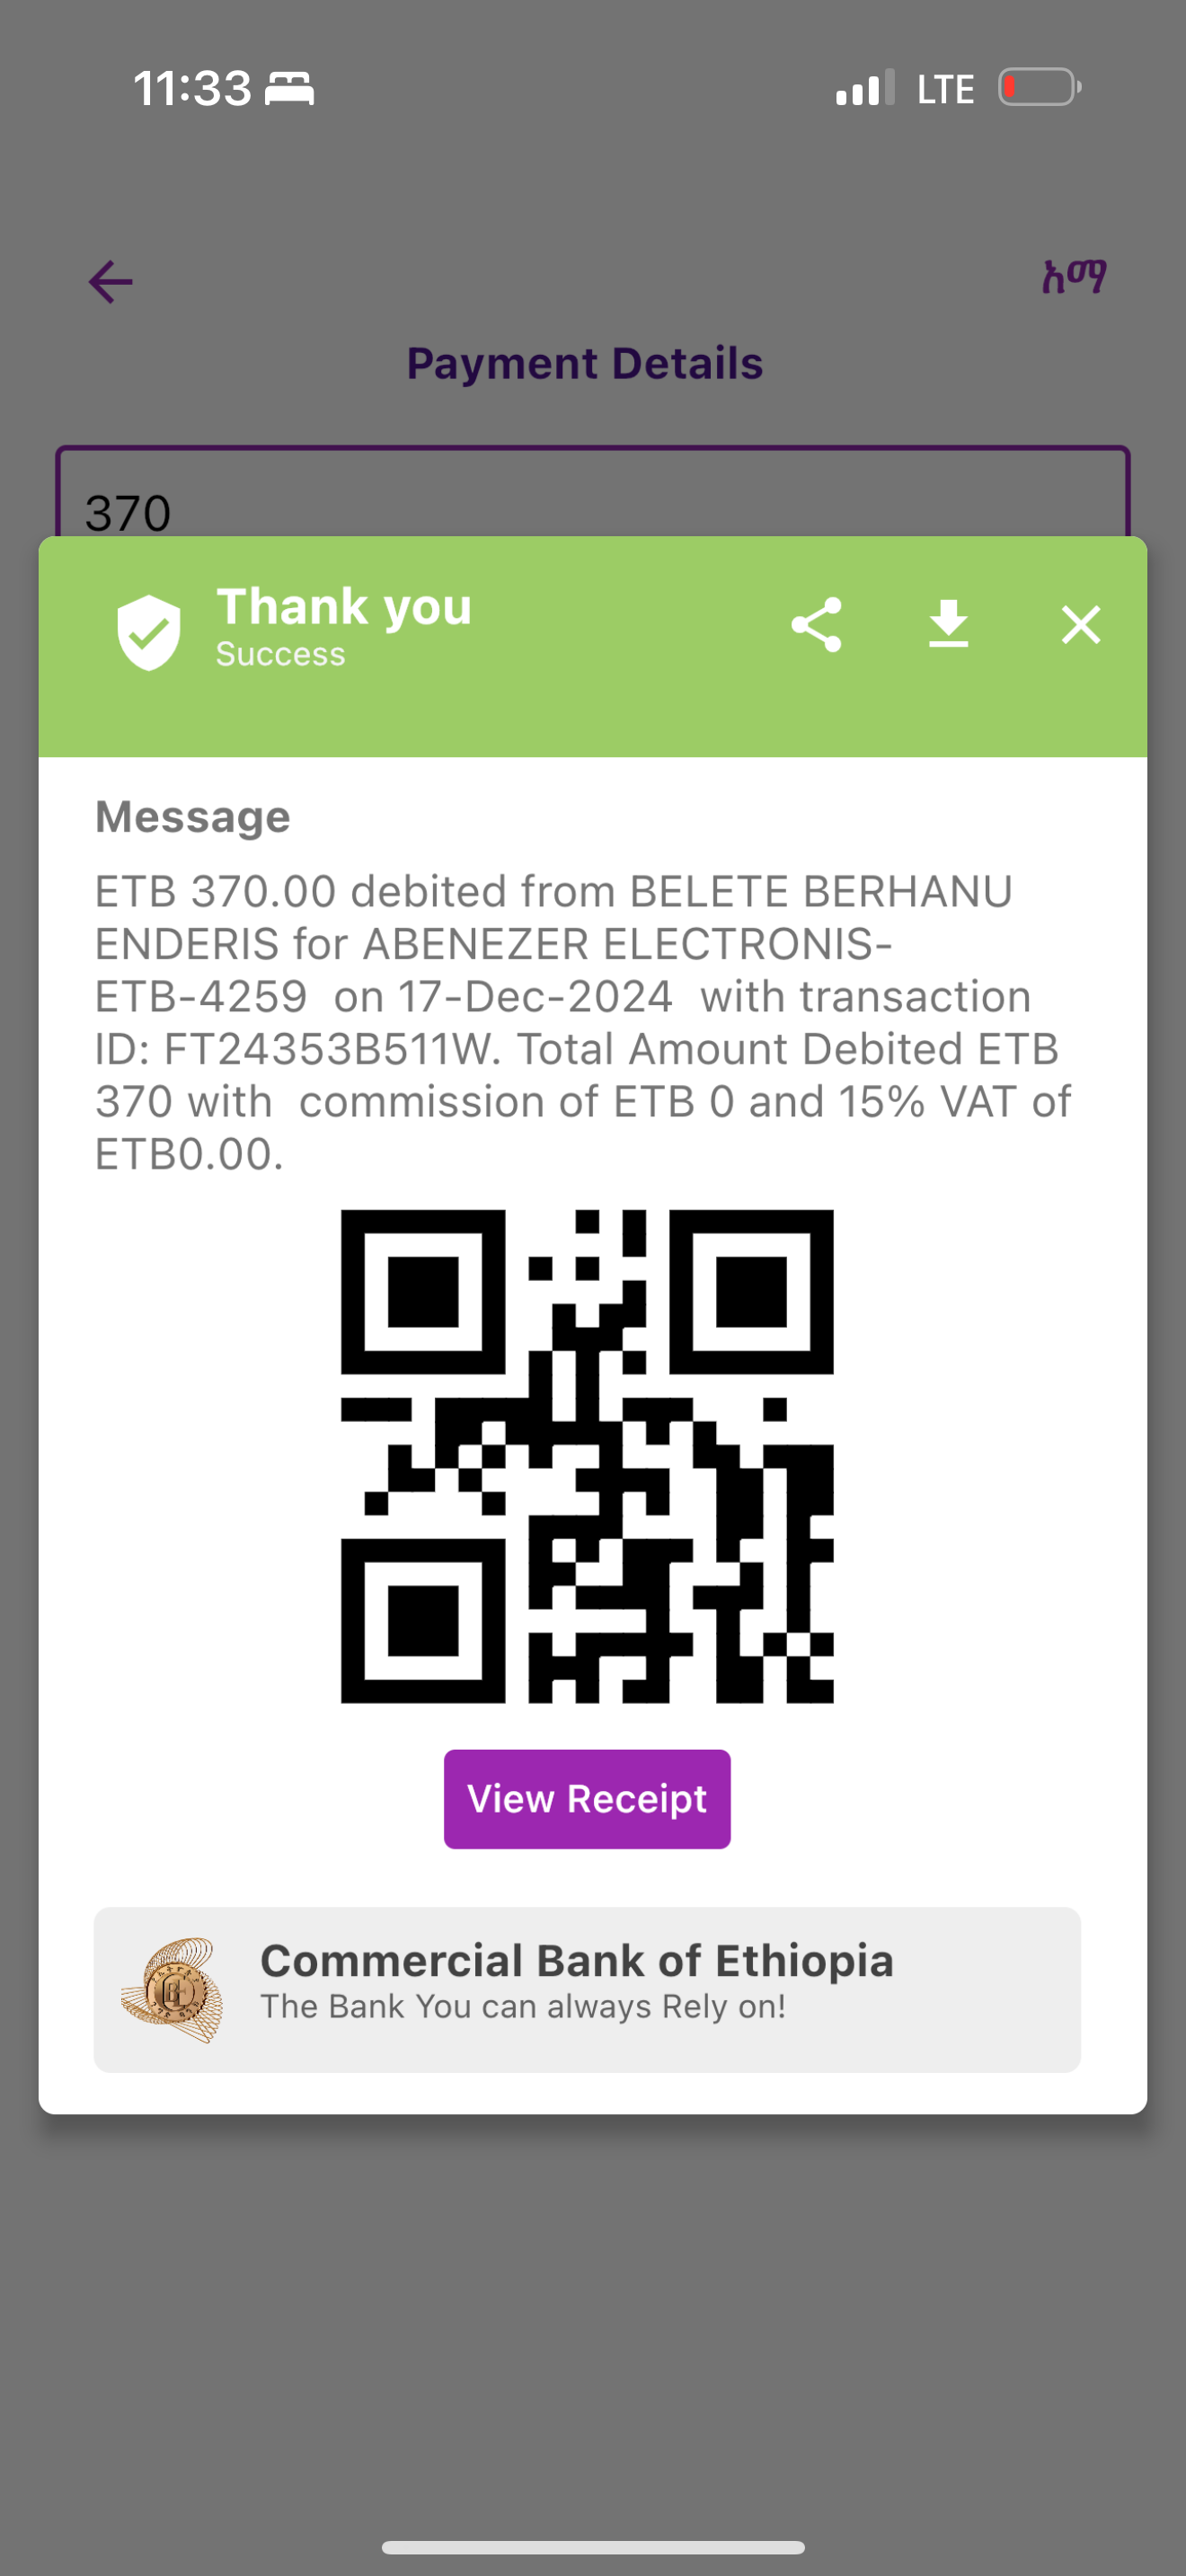 11:33
LTE
አማ
Payment Details
370
Thank you
Success
Message
ETB 370.00 debited from BELETE BERHANU
ENDERIS for ABENEZER ELECTRONIS-
ETB-4259  on 17-Dec-2024  with transaction
ID: FT24353B511W. Total Amount Debited ETB
370 with  commission of ETB 0 and 15% VAT of
ETB0.00.
View Receipt
Commercial Bank of Ethiopia
The Bank You can always Rely on!